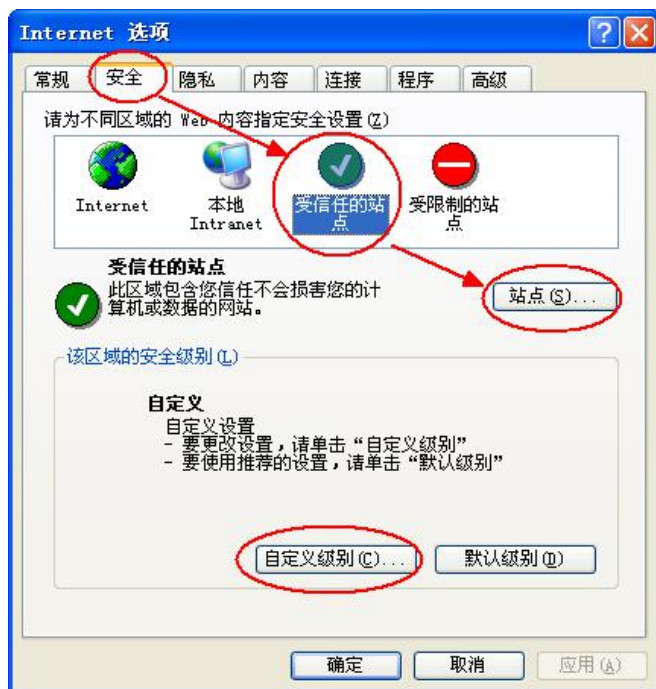 Internet 选项
常规 安全 隐私 内容 连接 程序 高级
请为不同区域的 Web 内容指定安全设置(Z)
Internet
本地
Intranet
受信任的站
点
受限制的站
点
受信任的站点
此区域包含您信任不会损害您的计
算机或数据的网站。
站点(S)...
该区域的安全级别(L)
自定义
自定义设置
- 要更改设置，请单击“自定义级别”
- 要使用推荐的设置，请单击“默认级别”
自定义级别(C)... 默认级别(D)
确定 取消 应用(A)